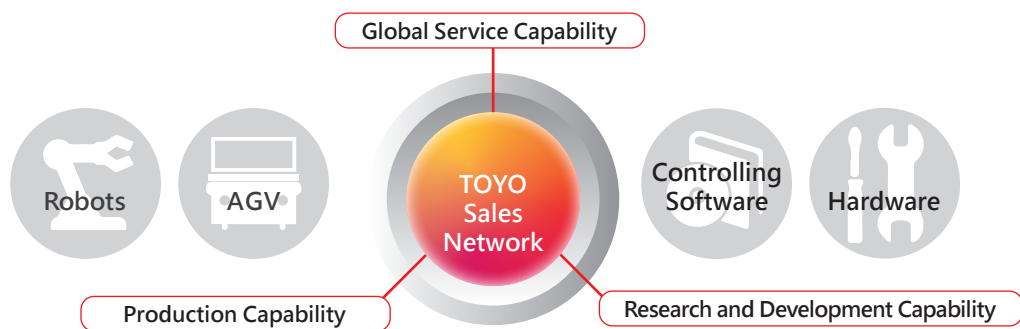 Global Service Capability
Robots
AGV
TOYO
Sales
Network
Controlling
Software
Hardware
Production Capability
Research and Development Capability